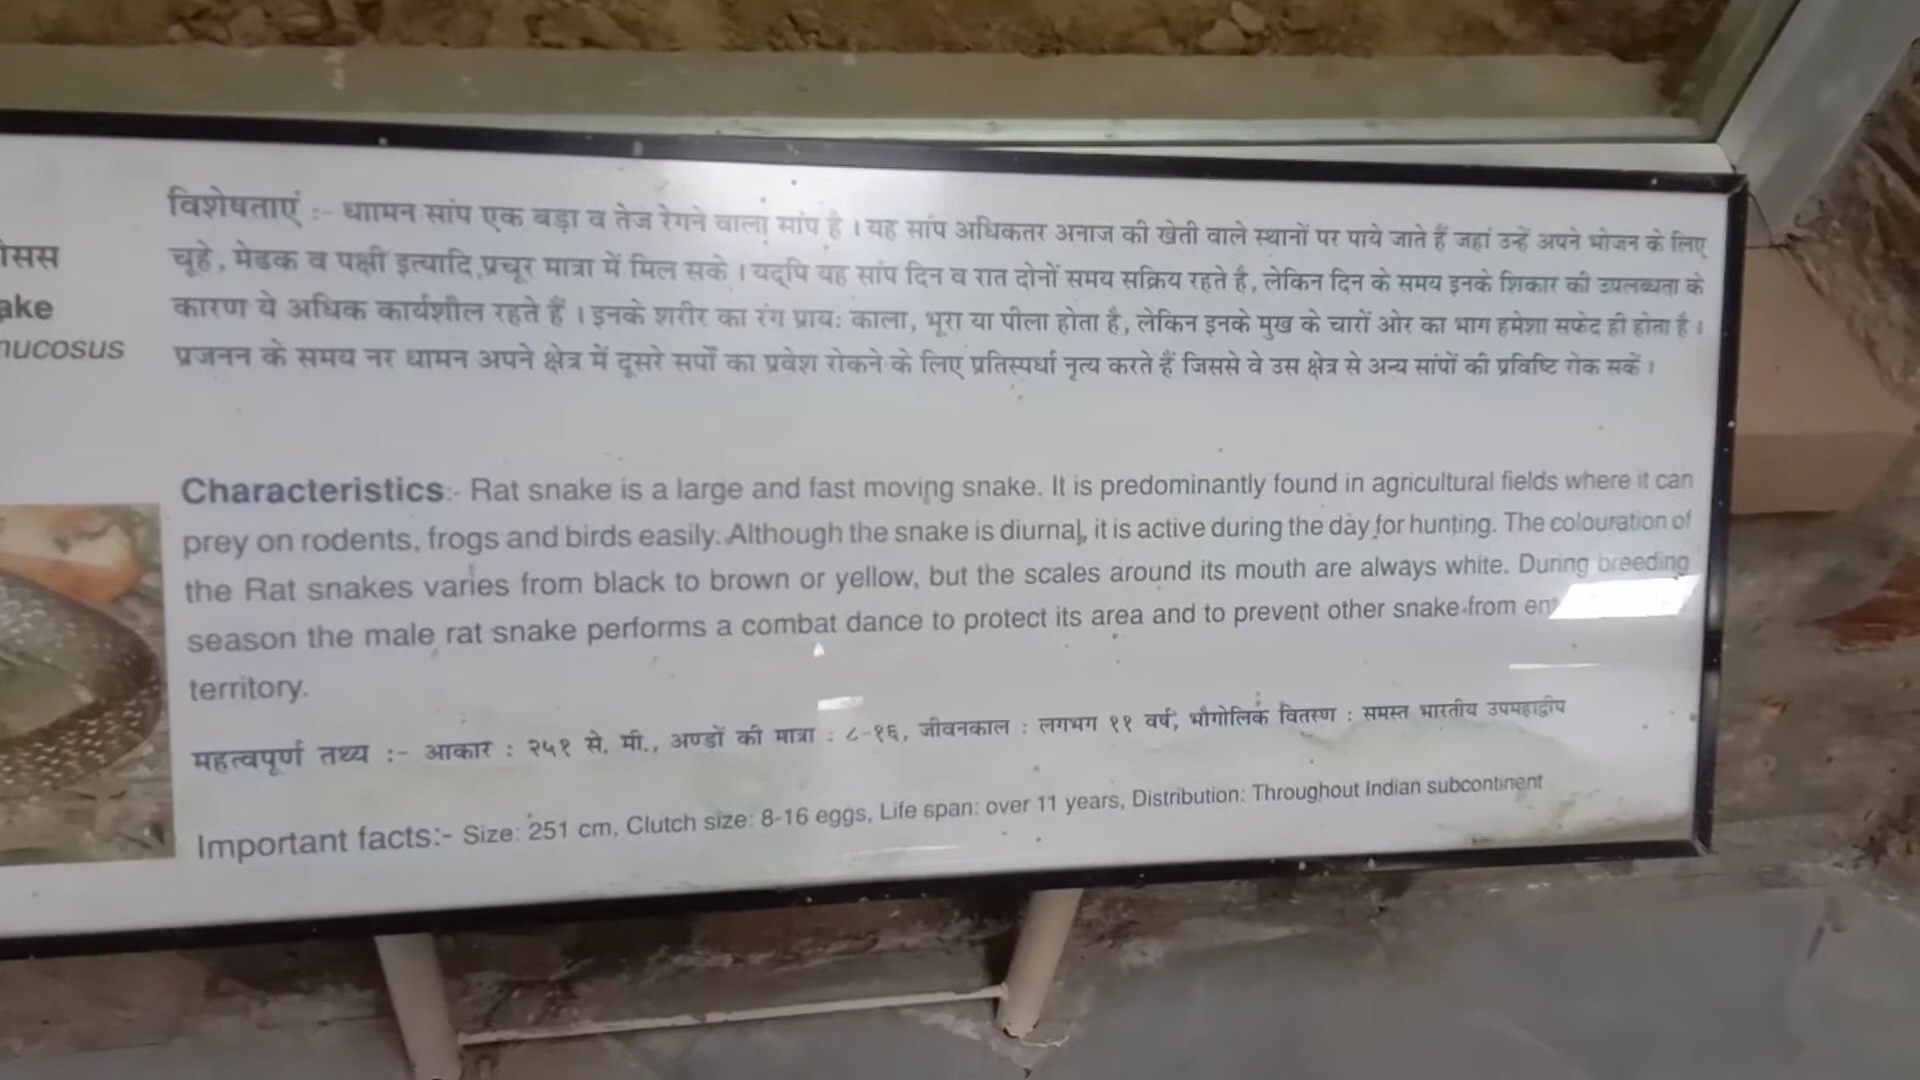 ake
mucosus
विशेषताएं :- धाामन सांप एक बड़ा व तेज रेगने वाला सांप है । यह सांप अधिकतर अनाज की खेती वाले स्थानों पर पाये जाते हैं जहां उन्हें अपने भोजन के लिए
चूहे, मेढक व पक्षी इत्यादि प्रचूर मात्रा में मिल सके । यद्पि यह सांप दिन व रात दोनों समय सक्रिय रहते है, लेकिन दिन के समय इनके शिकार की उपलब्धता के
कारण ये अधिक कार्यशील रहते हैं । इनके शरीर का रंग प्रायः काला, भूरा या पीला होता है, लेकिन इनके मुख के चारों ओर का भाग हमेशा सफेद ही होता है ।
प्रजनन के समय नर धामन अपने क्षेत्र में दूसरे सर्पों का प्रवेश रोकने के लिए प्रतिस्पर्धा नृत्य करते हैं जिससे वे उस क्षेत्र से अन्य सांपों की प्रविष्टि रोक सकें ।
Characteristics:- Rat snake is a large and fast moving snake. It is predominantly found in agricultural fields where it can
prey on rodents, frogs and birds easily. Although the snake is diurnal, it is active during the day for hunting. The colouration of
the Rat snakes varies from black to brown or yellow, but the scales around its mouth are always white. During breeding
season the male rat snake performs a combat dance to protect its area and to prevent other snake from
territory.
महत्वपूर्ण तथ्य :- आकार : २५१ से. मी., अण्डों की मात्रा : ८-१६, जीवनकाल : लगभग ११ वर्ष, भौगोलिक वितरण : समस्त भारतीय उपमहाद्वीप
Important facts:- Size: 251 cm, Clutch size: 8-16 eggs, Life span: over 11 years, Distribution: Throughout Indian subcontinent